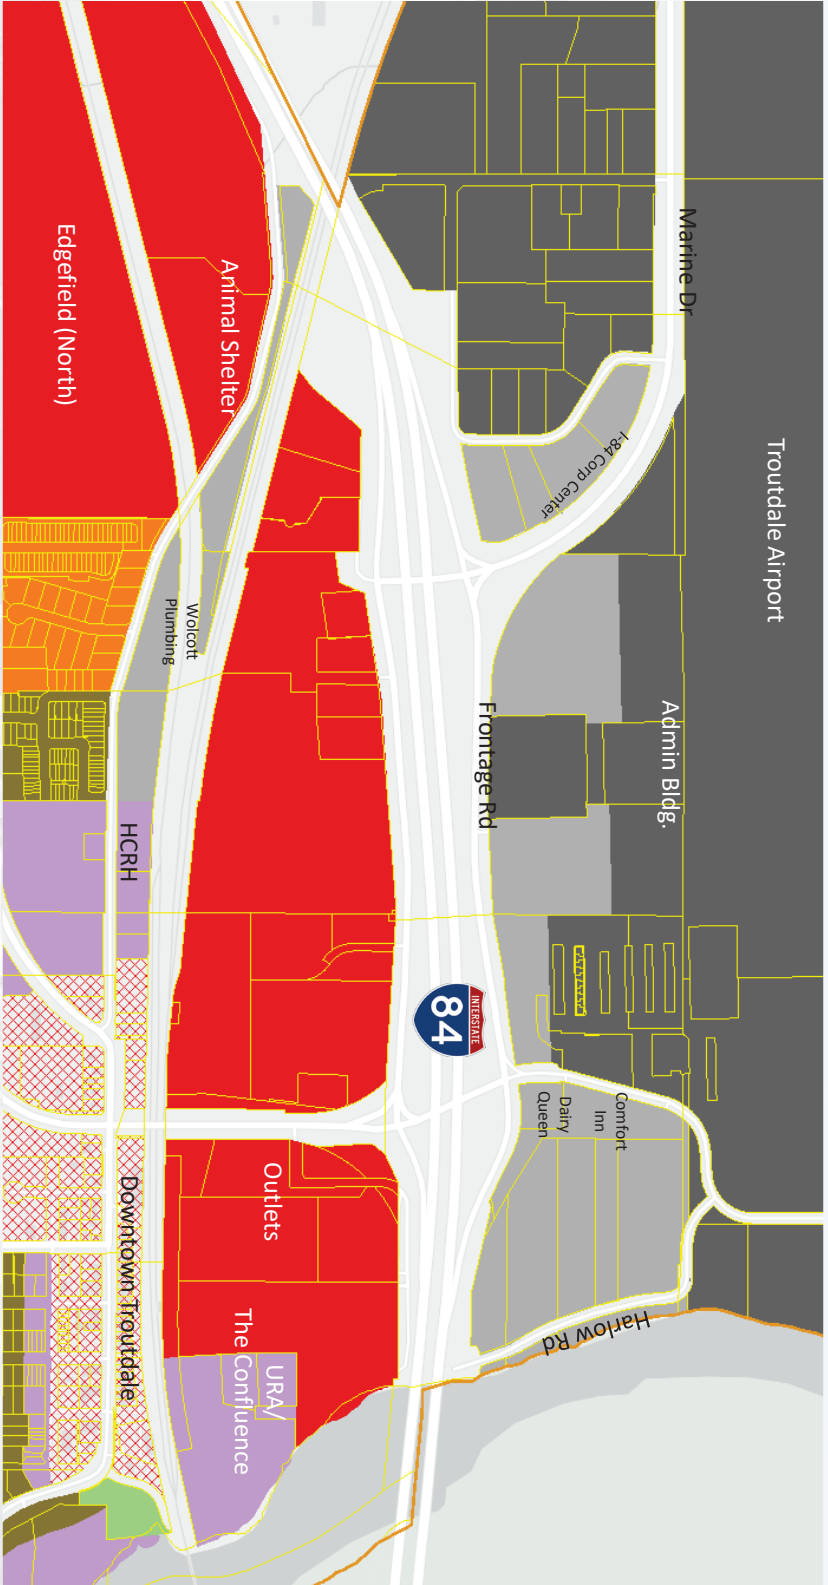 Troutdale Airport
Marine Dr
I-84 Corp Center
Admin Bldg.
Frontage Rd
Comfort
Inn
Dairy
Queen
Harlow Rd
INTERSTATE
84
Animal Shelter
Edgefield (North)
Wolcott
Plumbing
HCRH
Outlets
URA/
The Confluence
Downtown Troutdale